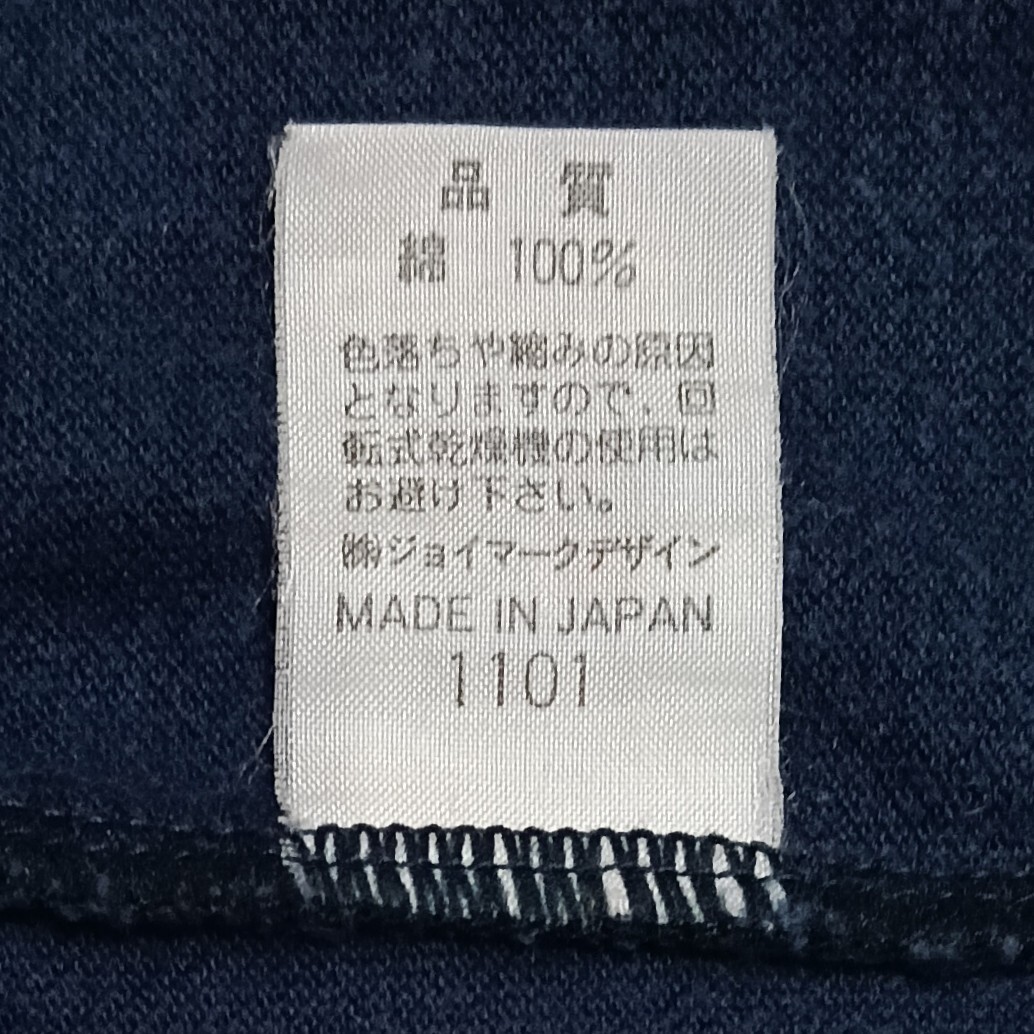 品 質
綿 100%
色落ちや縮みの原因
となりますので、回
転式乾燥機の使用は
お避け下さい。
㈱ジョイマークデザイン
MADE IN JAPAN
1101